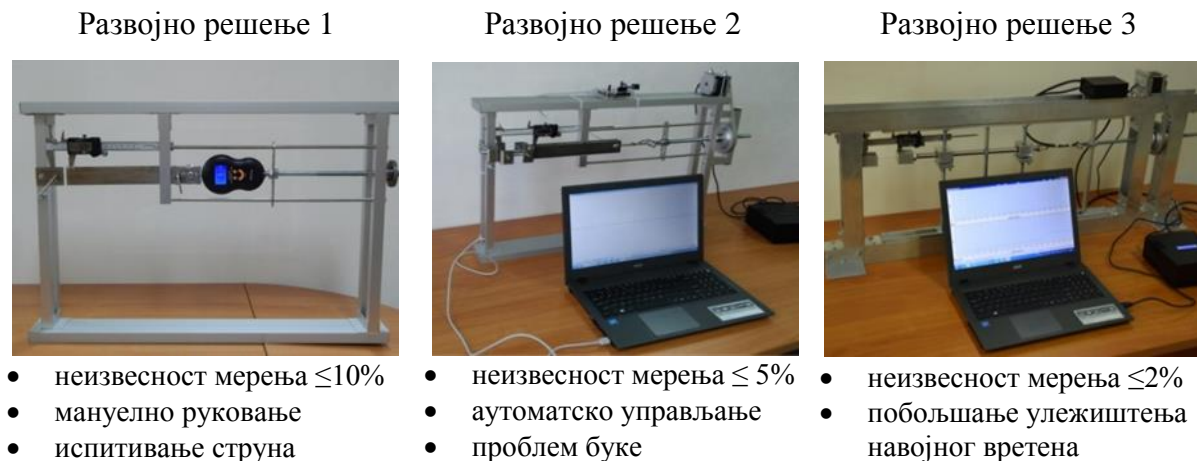 Развојно решење 1
Развојно решење 2
Развојно решење 3
• неизвесност мерења ≤10%
• мануелно руковање
• испитивање струна
• неизвесност мерења ≤ 5%
• аутоматско управљање
• проблем буке
• неизвесност мерења ≤2%
• побољшање улежиштења
навојног вретена